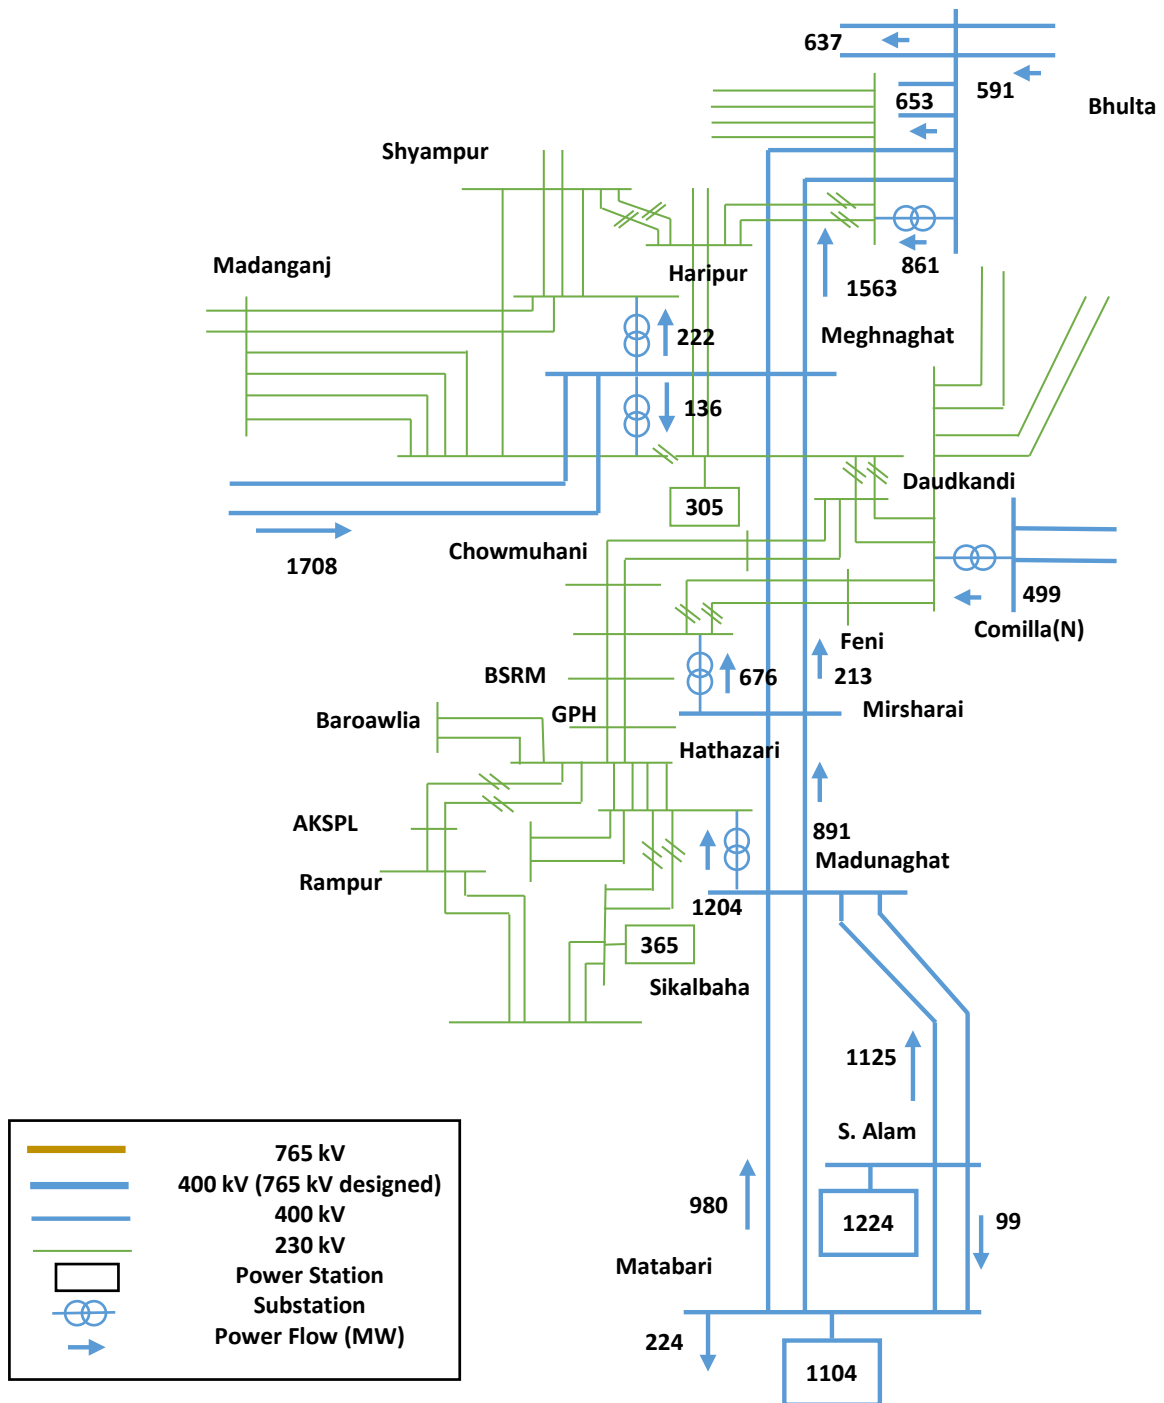 637
591
653
Bhulta
Shyampur
Madanganj
Haripur
861
1563
222
Meghnaghat
136
Daudkandi
305
Chowmuhani
1708
499
Comilla(N)
Feni
BSRM
676
213
Baroawlia
GPH
Mirsharai
Hathazari
AKSPL
891
Madunaghat
Rampur
1204
365
Sikalbaha
1125
S. Alam
765 kV
400 kV (765 kV designed)
400 kV
230 kV
Power Station
Substation
Power Flow (MW)
980
1224
99
Matabari
224
1104